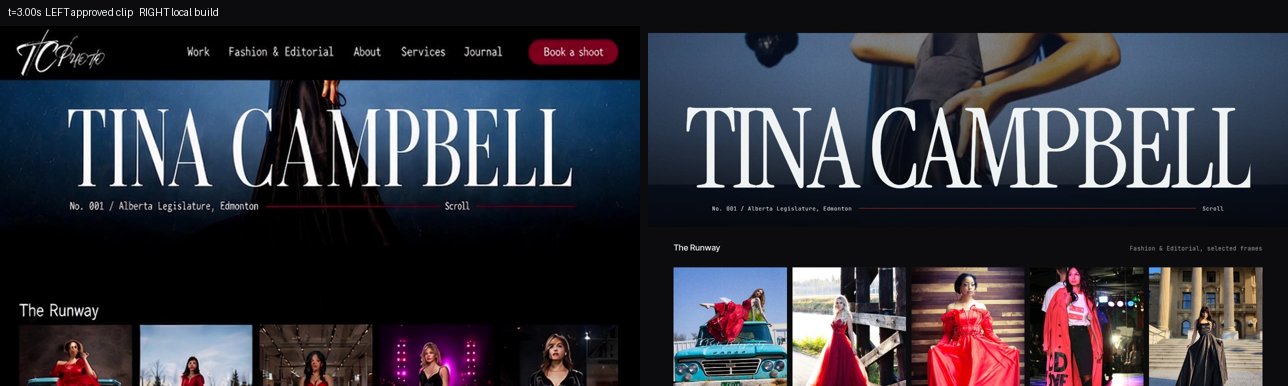 t=3.00s LEFT approved clip RIGHT local build
TCPhoto
Work Fashion & Editorial About Services Journal Book a shoot
TINA CAMPBELL
No. 001 / Alberta Legislature, Edmonton Scroll
The Runway
TINA CAMPBELL
No. 001 / Alberta Legislature, Edmonton Scroll
The Runway Fashion & Editorial, selected frames